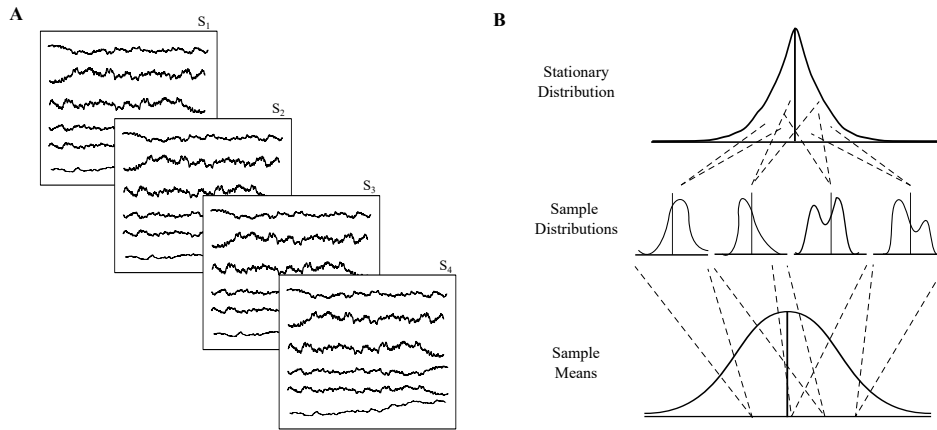 A
S1
S2
S3
S4
B
Stationary
Distribution
Sample
Distributions
Sample
Means